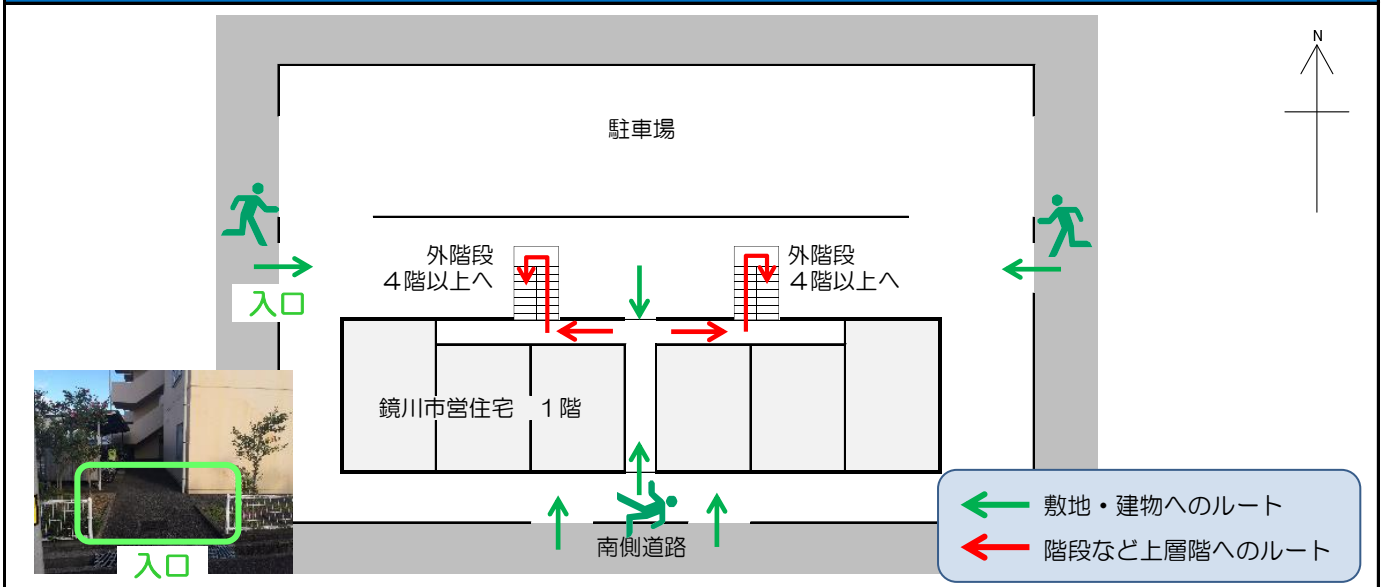 N
駐車場
外階段
４階以上へ
外階段
４階以上へ
入口
鏡川市営住宅　１階
入口
南側道路
敷地・建物へのルート
階段など上層階へのルート